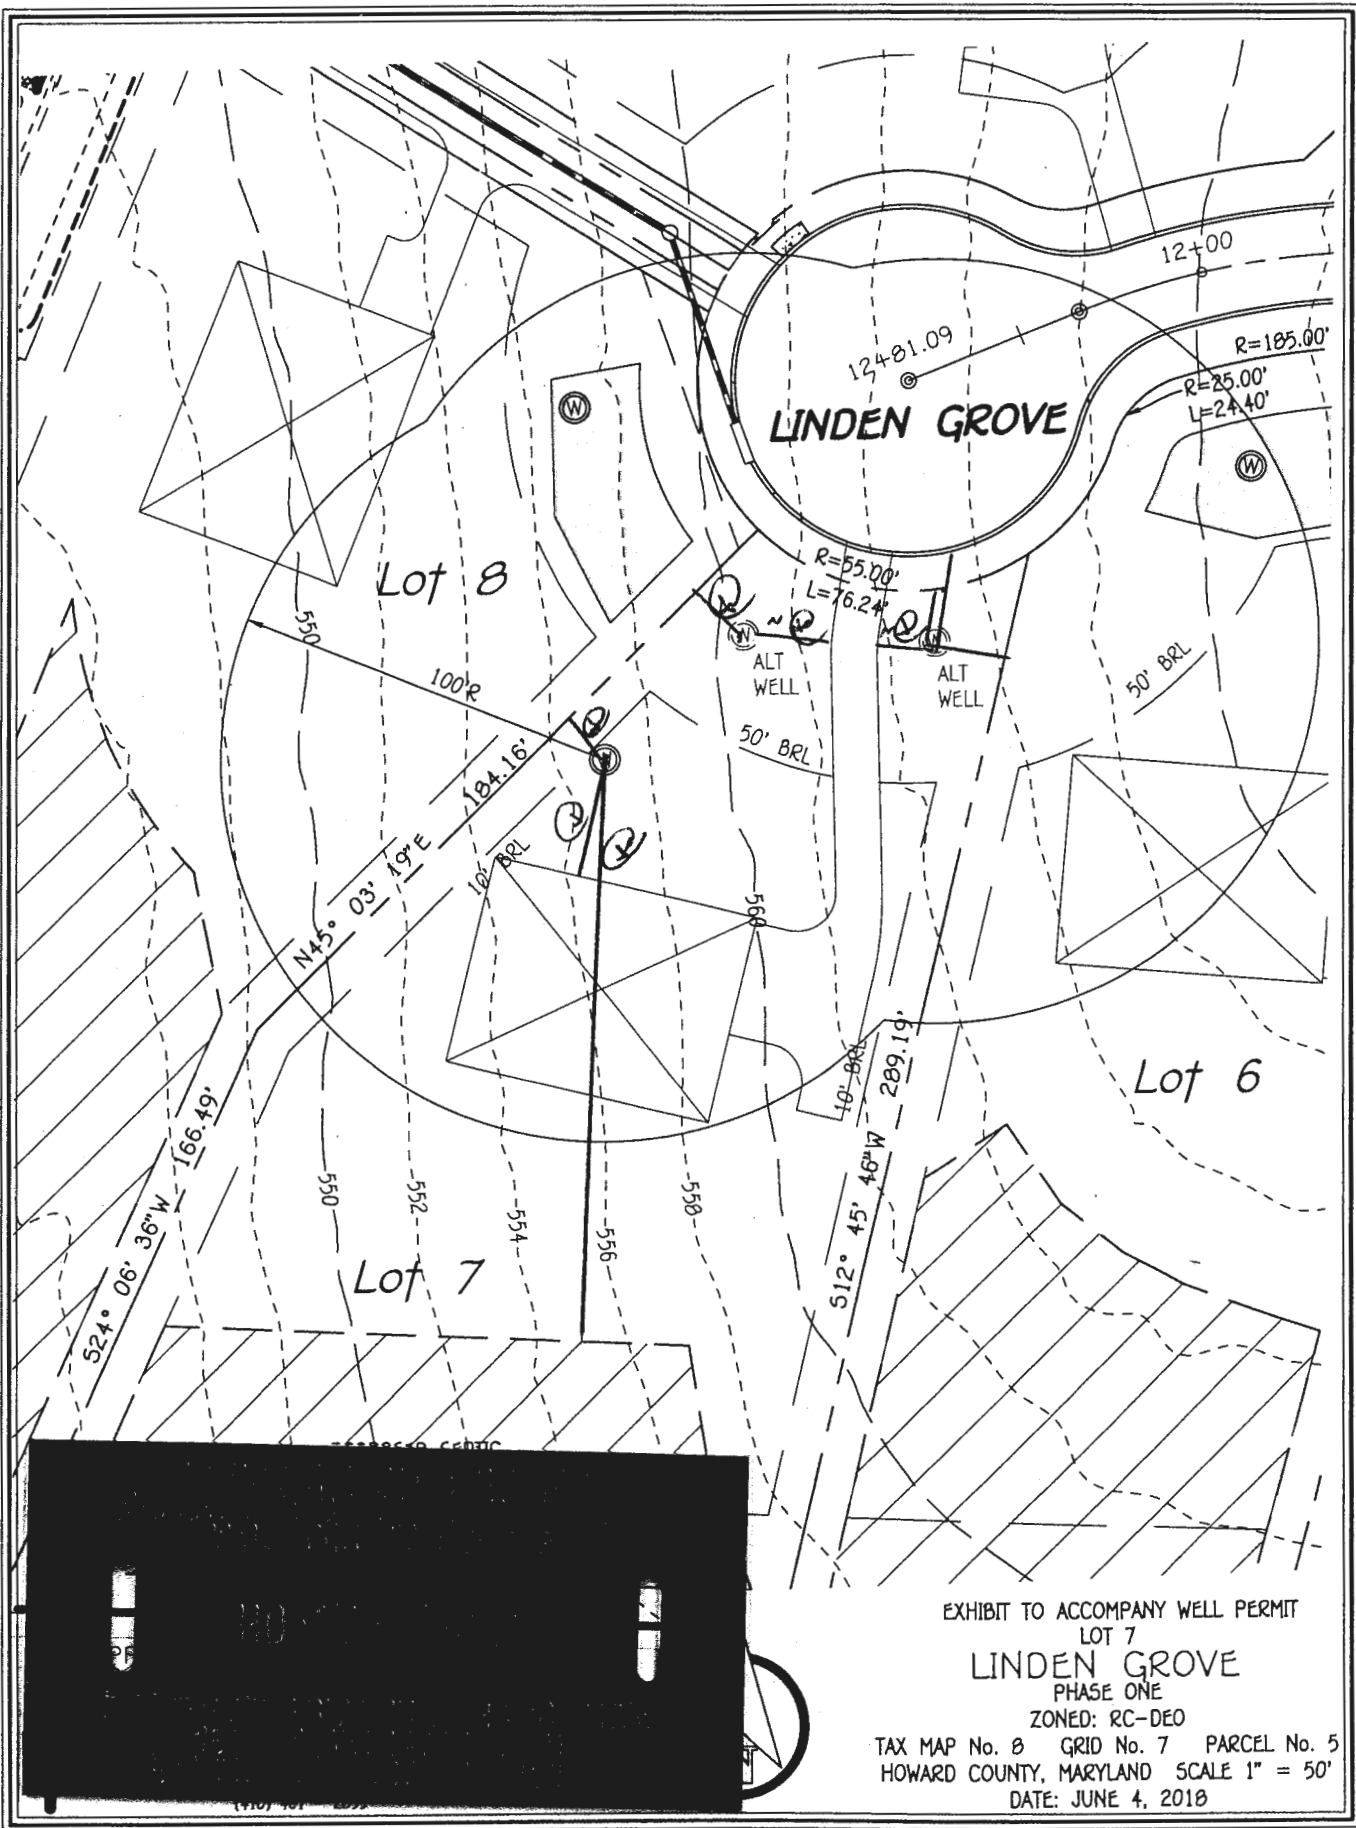 12+00
12+81.09
R=185.00'
R=25.00'
L=24.40'
LINDEN GROVE
W
W
R=55.00'
L=76.24'
Lot 8
W
W
ALT
WELL
ALT
WELL
550
100'R
50' BRL
50' BRL
W
184.16'
10' BRL
N45° 03' 19"E
560
Lot 6
10' BRL
S12° 45' 46"W 289.19'
S24° 06' 36"W 166.49'
550
552
554
556
558
Lot 7
EXHIBIT TO ACCOMPANY WELL PERMIT
LOT 7
LINDEN GROVE
PHASE ONE
ZONED: RC-DEO
TAX MAP No. 8 GRID No. 7 PARCEL No. 5
HOWARD COUNTY, MARYLAND SCALE 1" = 50'
DATE: JUNE 4, 2018